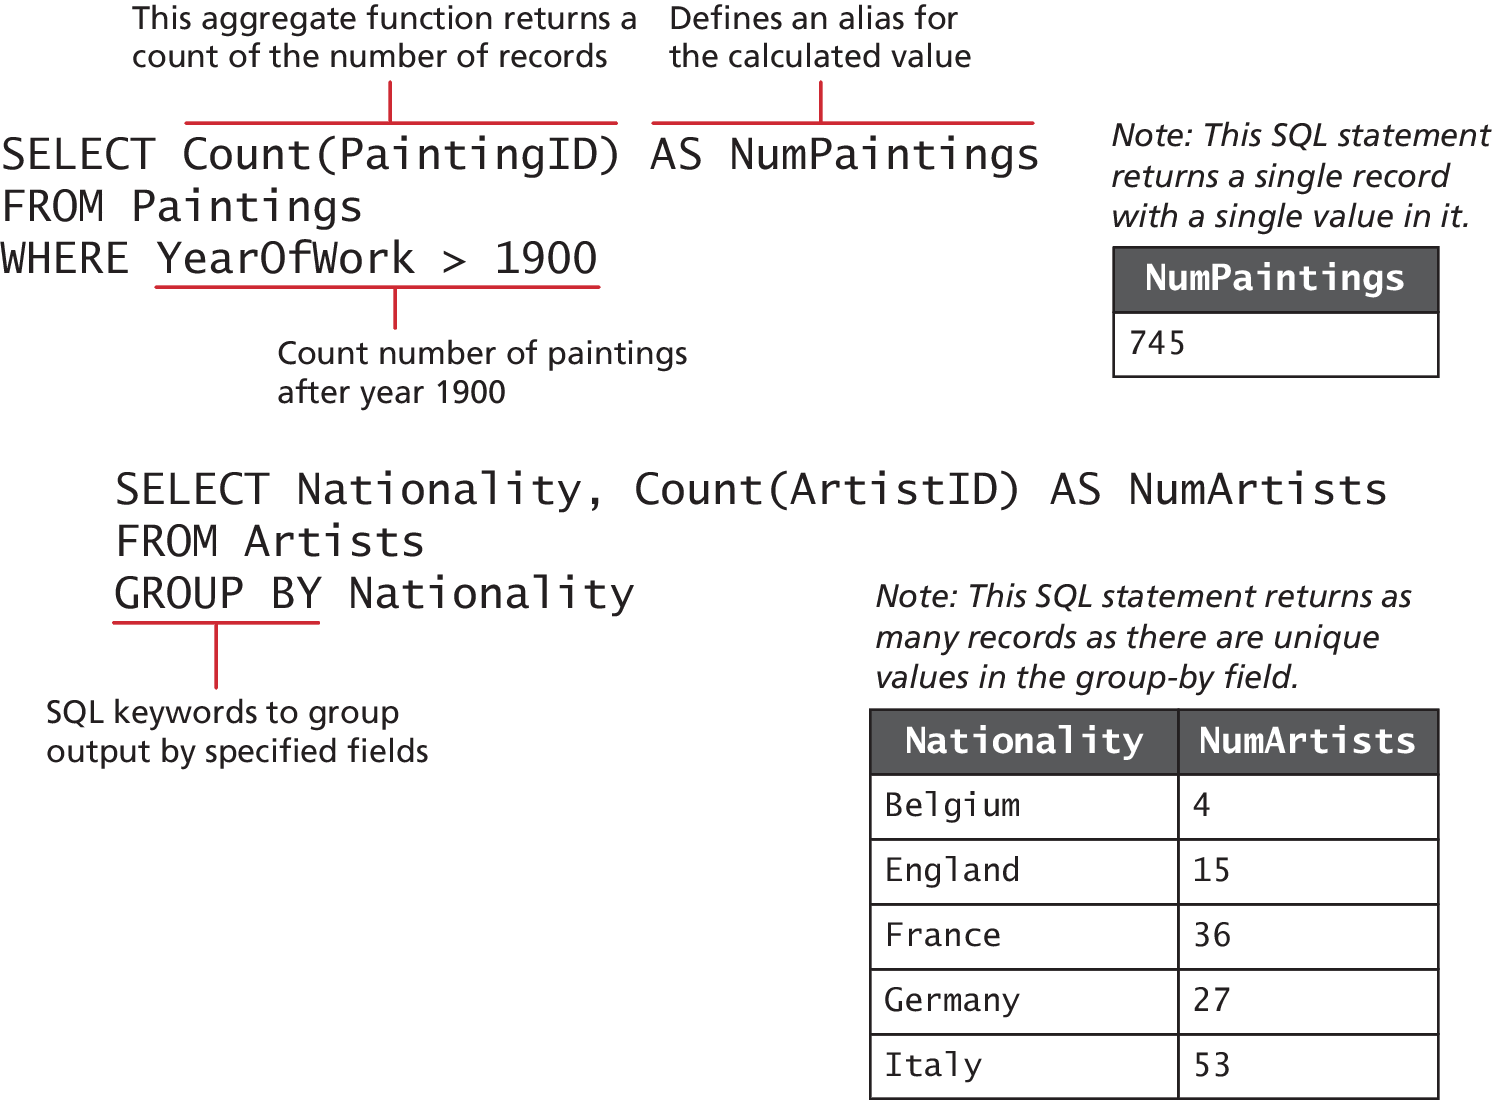 This aggregate function returns a
count of the number of records
Defines an alias for
the calculated value
SELECT Count(PaintingID) AS NumPaintings
FROM Paintings
WHERE YearOfWork > 1900
Count number of paintings
after year 1900
Note: This SQL statement
returns a single record
with a single value in it.
NumPaintings
745
SELECT Nationality, Count(ArtistID) AS NumArtists
FROM Artists
GROUP BY Nationality
SQL keywords to group
output by specified fields
Note: This SQL statement returns as
many records as there are unique
values in the group-by field.
Nationality NumArtists
Belgium 4
England 15
France 36
Germany 27
Italy 53